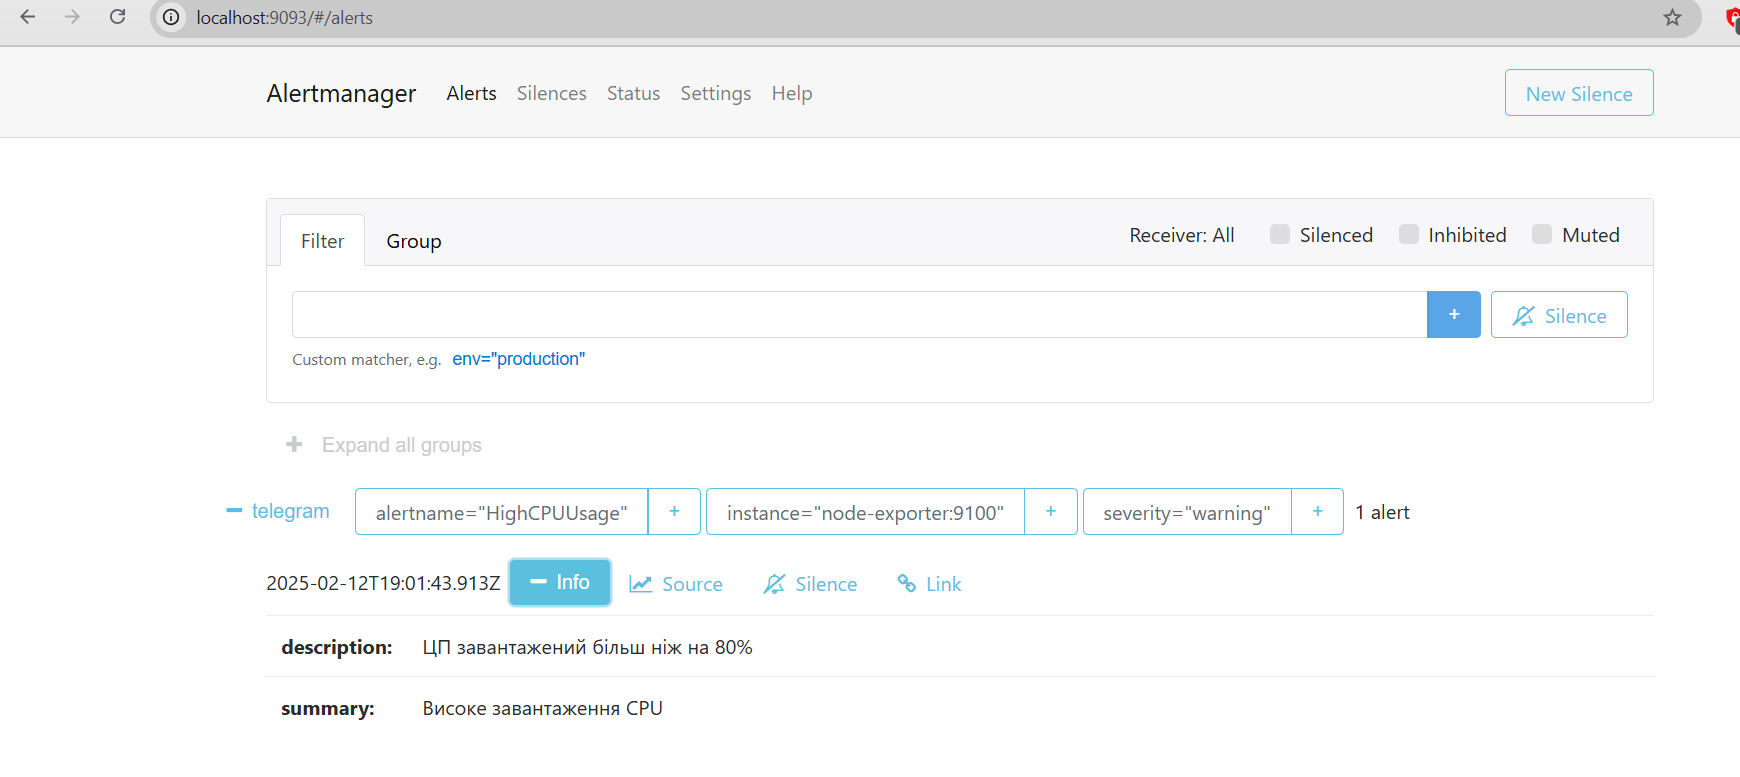 localhost:9093/#/alerts
Alertmanager Alerts Silences Status Settings Help New Silence
Filter Group Receiver: All Silenced Inhibited Muted
+ Silence
Custom matcher, e.g. env="production"
+ Expand all groups
telegram alertname="HighCPUUsage" + instance="node-exporter:9100" + severity="warning" + 1 alert
2025-02-12T19:01:43.913Z Info Source Silence Link
description: ЦП завантажений більш ніж на 80%
summary: Високе завантаження CPU